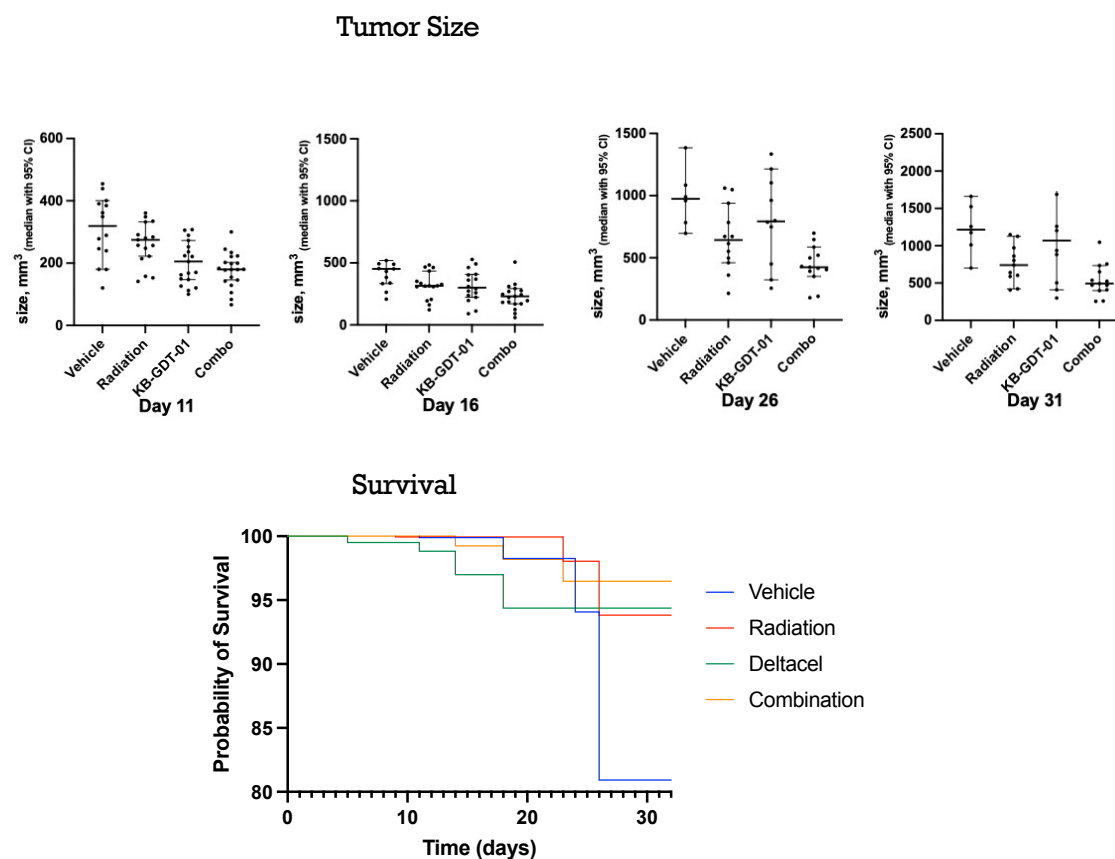 Tumor Size
size, mm³ (median with 95% CI)
600
400
200
0
Vehicle
Radiation
KB-GDT-01
Combo
Day 11
size, mm³ (median with 95% CI)
1500
1000
500
0
Vehicle
Radiation
KB-GDT-01
Combo
Day 16
size, mm³ (median with 95% CI)
1500
1000
500
0
Vehicle
Radiation
KB-GDT-01
Combo
Day 26
size, mm³ (median with 95% CI)
2500
2000
1500
1000
500
0
Vehicle
Radiation
KB-GDT-01
Combo
Day 31
Survival
Probability of Survival
100
95
90
85
80
0
10
20
30
Time (days)
Vehicle
Radiation
Deltacel
Combination